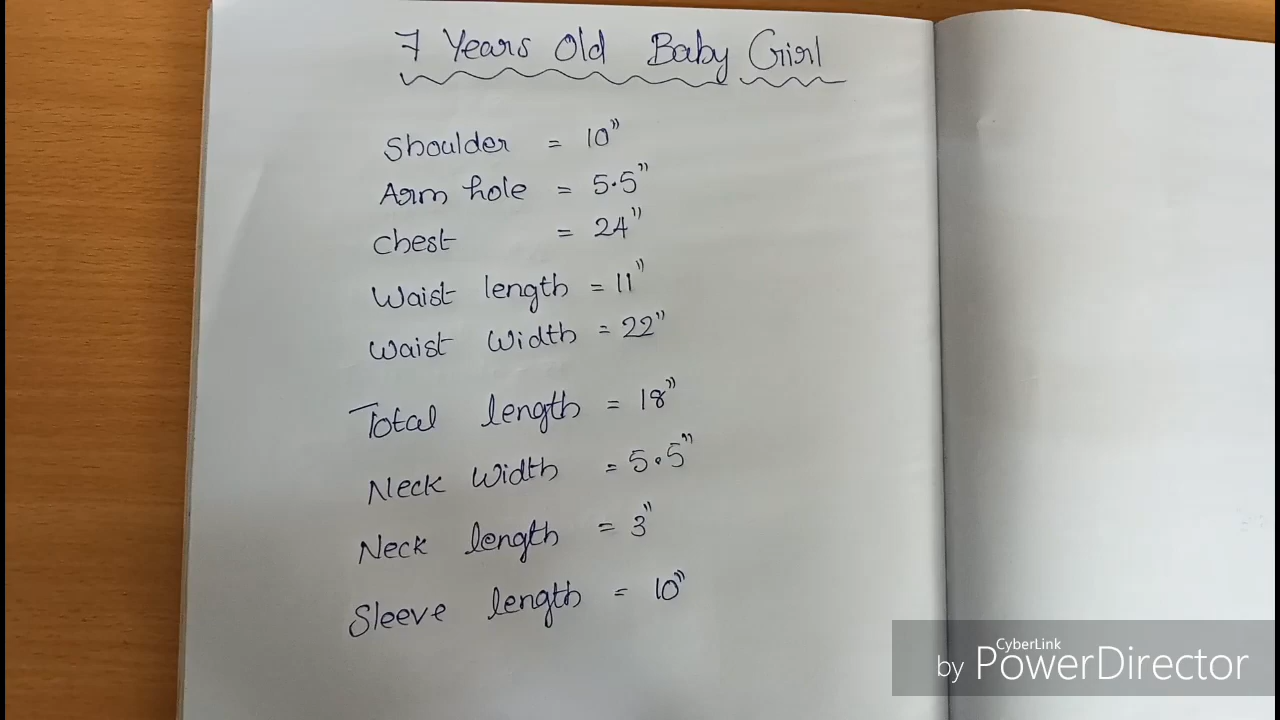 7 Years Old Baby Girl
Shoulder = 10"
Arm hole = 5.5"
Chest = 24"
Waist length = 11"
Waist Width = 22"
Total length = 18"
Neck Width = 5.5"
Neck length = 3"
Sleeve length = 10"
CyberLink
by PowerDirector